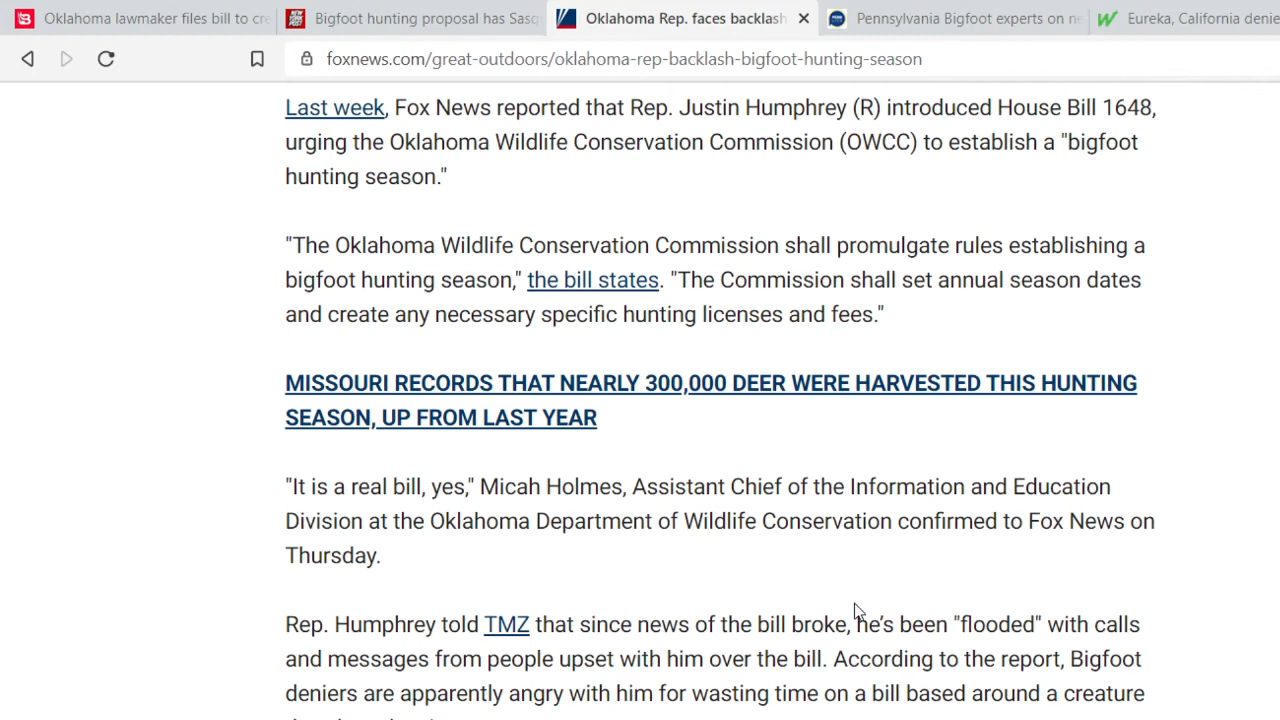 Oklahoma lawmaker files bill to cre
Bigfoot hunting proposal has Sasq
Oklahoma Rep. faces backlash
Pennsylvania Bigfoot experts on ne
Eureka, California denie
foxnews.com/great-outdoors/oklahoma-rep-backlash-bigfoot-hunting-season
Last week, Fox News reported that Rep. Justin Humphrey (R) introduced House Bill 1648,
urging the Oklahoma Wildlife Conservation Commission (OWCC) to establish a "bigfoot
hunting season."
"The Oklahoma Wildlife Conservation Commission shall promulgate rules establishing a
bigfoot hunting season," the bill states. "The Commission shall set annual season dates
and create any necessary specific hunting licenses and fees."
MISSOURI RECORDS THAT NEARLY 300,000 DEER WERE HARVESTED THIS HUNTING
SEASON, UP FROM LAST YEAR
"It is a real bill, yes," Micah Holmes, Assistant Chief of the Information and Education
Division at the Oklahoma Department of Wildlife Conservation confirmed to Fox News on
Thursday.
Rep. Humphrey told TMZ that since news of the bill broke, he's been "flooded" with calls
and messages from people upset with him over the bill. According to the report, Bigfoot
deniers are apparently angry with him for wasting time on a bill based around a creature